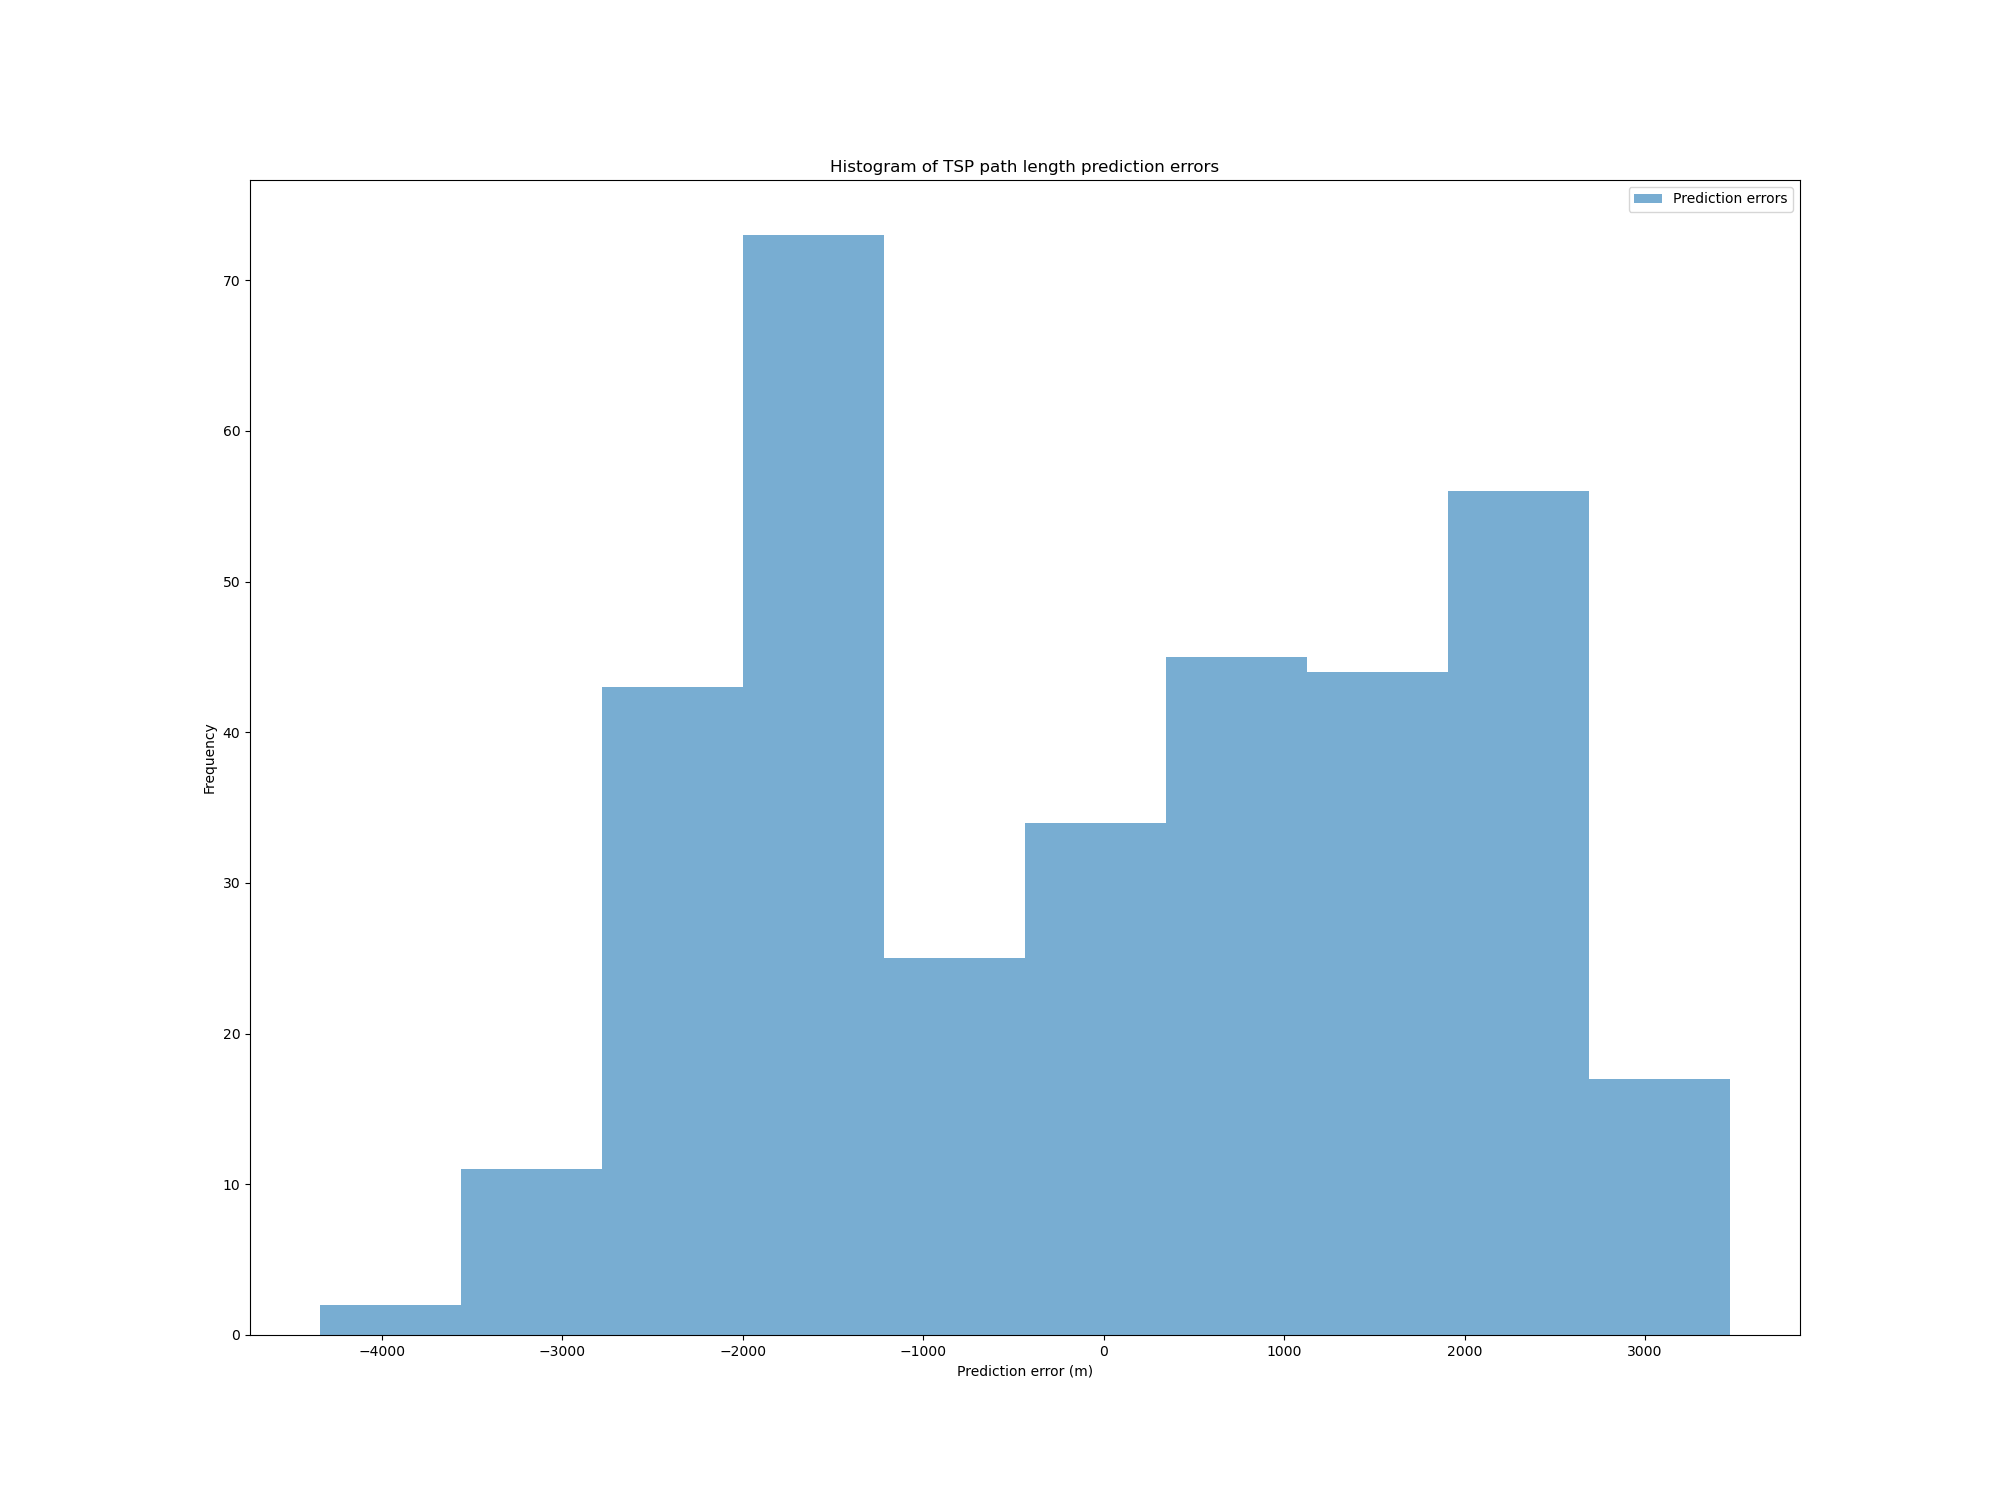 Histogram of TSP path length prediction errors
Prediction errors
70
60
50
40
30
20
10
0
Frequency
−4000 −3000 −2000 −1000 0 1000 2000 3000
Prediction error (m)